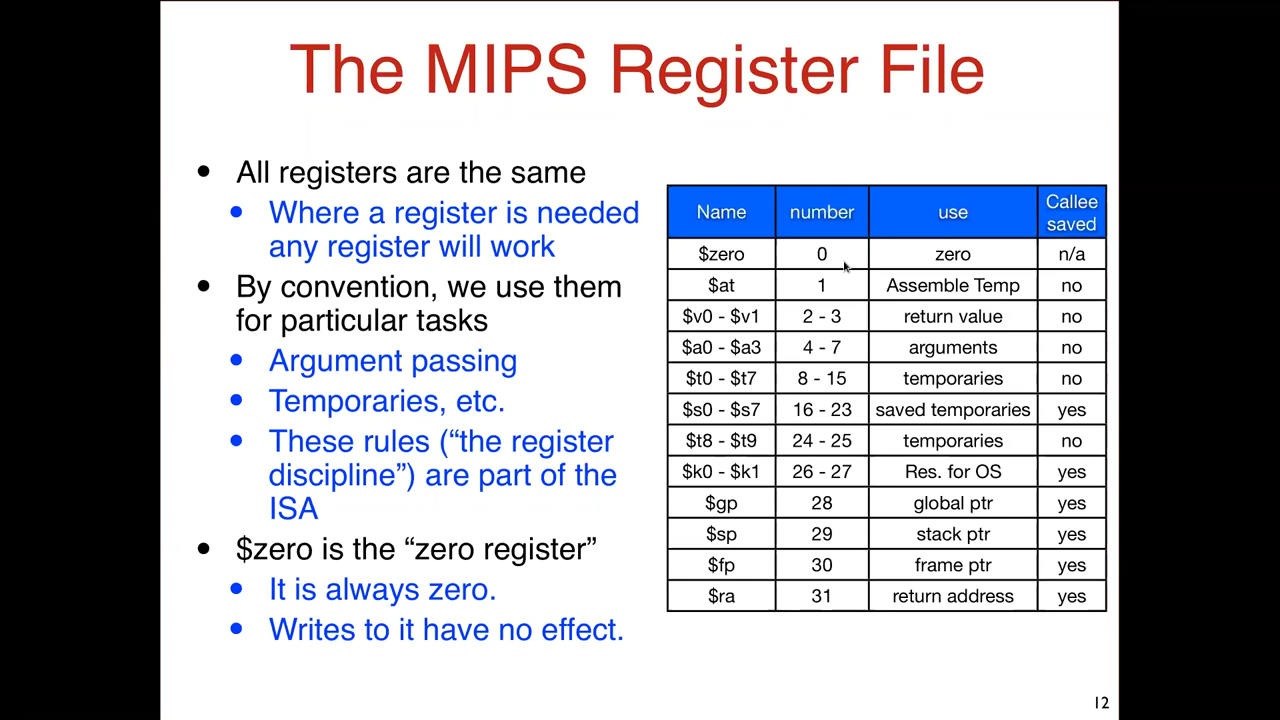 The MIPS Register File
• All registers are the same
• Where a register is needed
any register will work
• By convention, we use them
for particular tasks
• Argument passing
• Temporaries, etc.
• These rules (“the register
discipline”) are part of the
ISA
• $zero is the “zero register”
• It is always zero.
• Writes to it have no effect.
Name number use Callee saved
$zero 0 zero n/a
$at 1 Assemble Temp no
$v0 - $v1 2 - 3 return value no
$a0 - $a3 4 - 7 arguments no
$t0 - $t7 8 - 15 temporaries no
$s0 - $s7 16 - 23 saved temporaries yes
$t8 - $t9 24 - 25 temporaries no
$k0 - $k1 26 - 27 Res. for OS yes
$gp 28 global ptr yes
$sp 29 stack ptr yes
$fp 30 frame ptr yes
$ra 31 return address yes
12